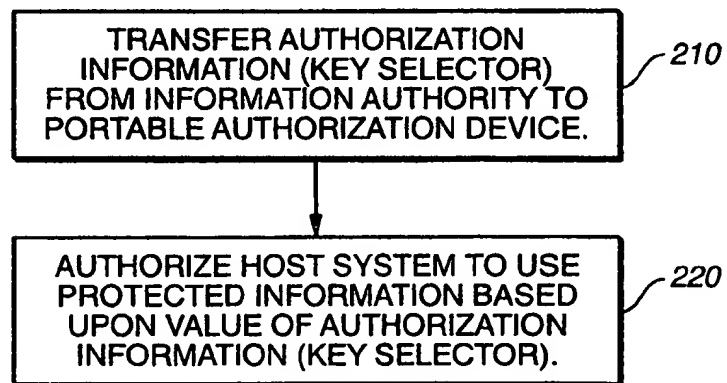 TRANSFER AUTHORIZATION
INFORMATION (KEY SELECTOR)
FROM INFORMATION AUTHORITY TO
PORTABLE AUTHORIZATION DEVICE.
210
AUTHORIZE HOST SYSTEM TO USE
PROTECTED INFORMATION BASED
UPON VALUE OF AUTHORIZATION
INFORMATION (KEY SELECTOR).
220